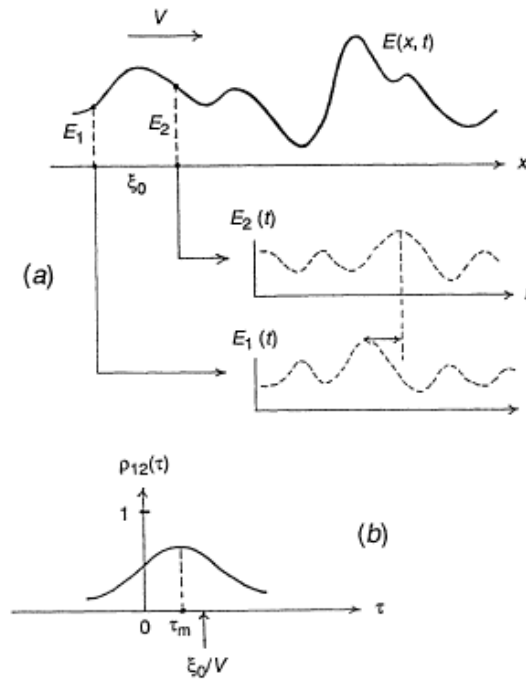 V
E(x, t)
E₁
E₂
x
ξ₀
E₂ (t)
(a)
E₁ (t)
ρ₁₂(τ)
1
(b)
0
τₘ
τ
ξ₀/V